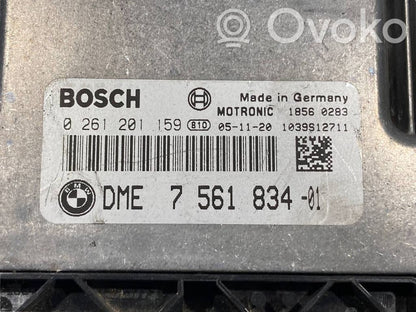 Ovoko
BOSCH
Made in Germany
MOTRONIC 1856 0283
0 261 201 159 810 05-11-20 1039S12711
BMW
DME 7 561 834 -01